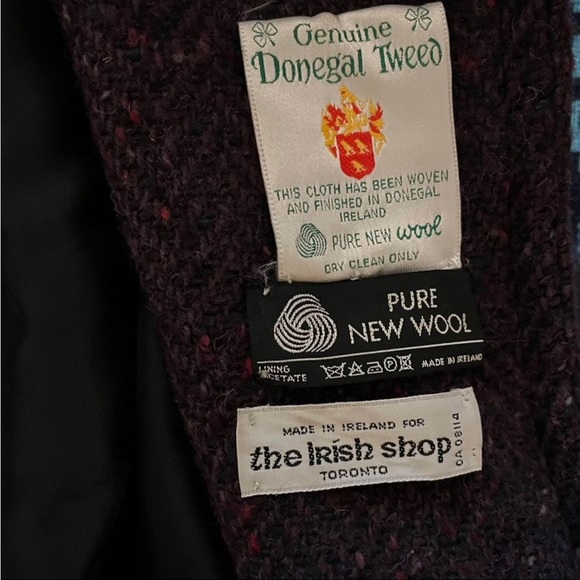 Genuine
Donegal Tweed
THIS CLOTH HAS BEEN WOVEN
AND FINISHED IN DONEGAL
IRELAND
PURE NEW wool
DRY CLEAN ONLY
PURE
NEW WOOL
LINING
ACETATE
P
MADE IN IRELAND
MADE IN IRELAND FOR
the Irish shop
TORONTO
CA 08114